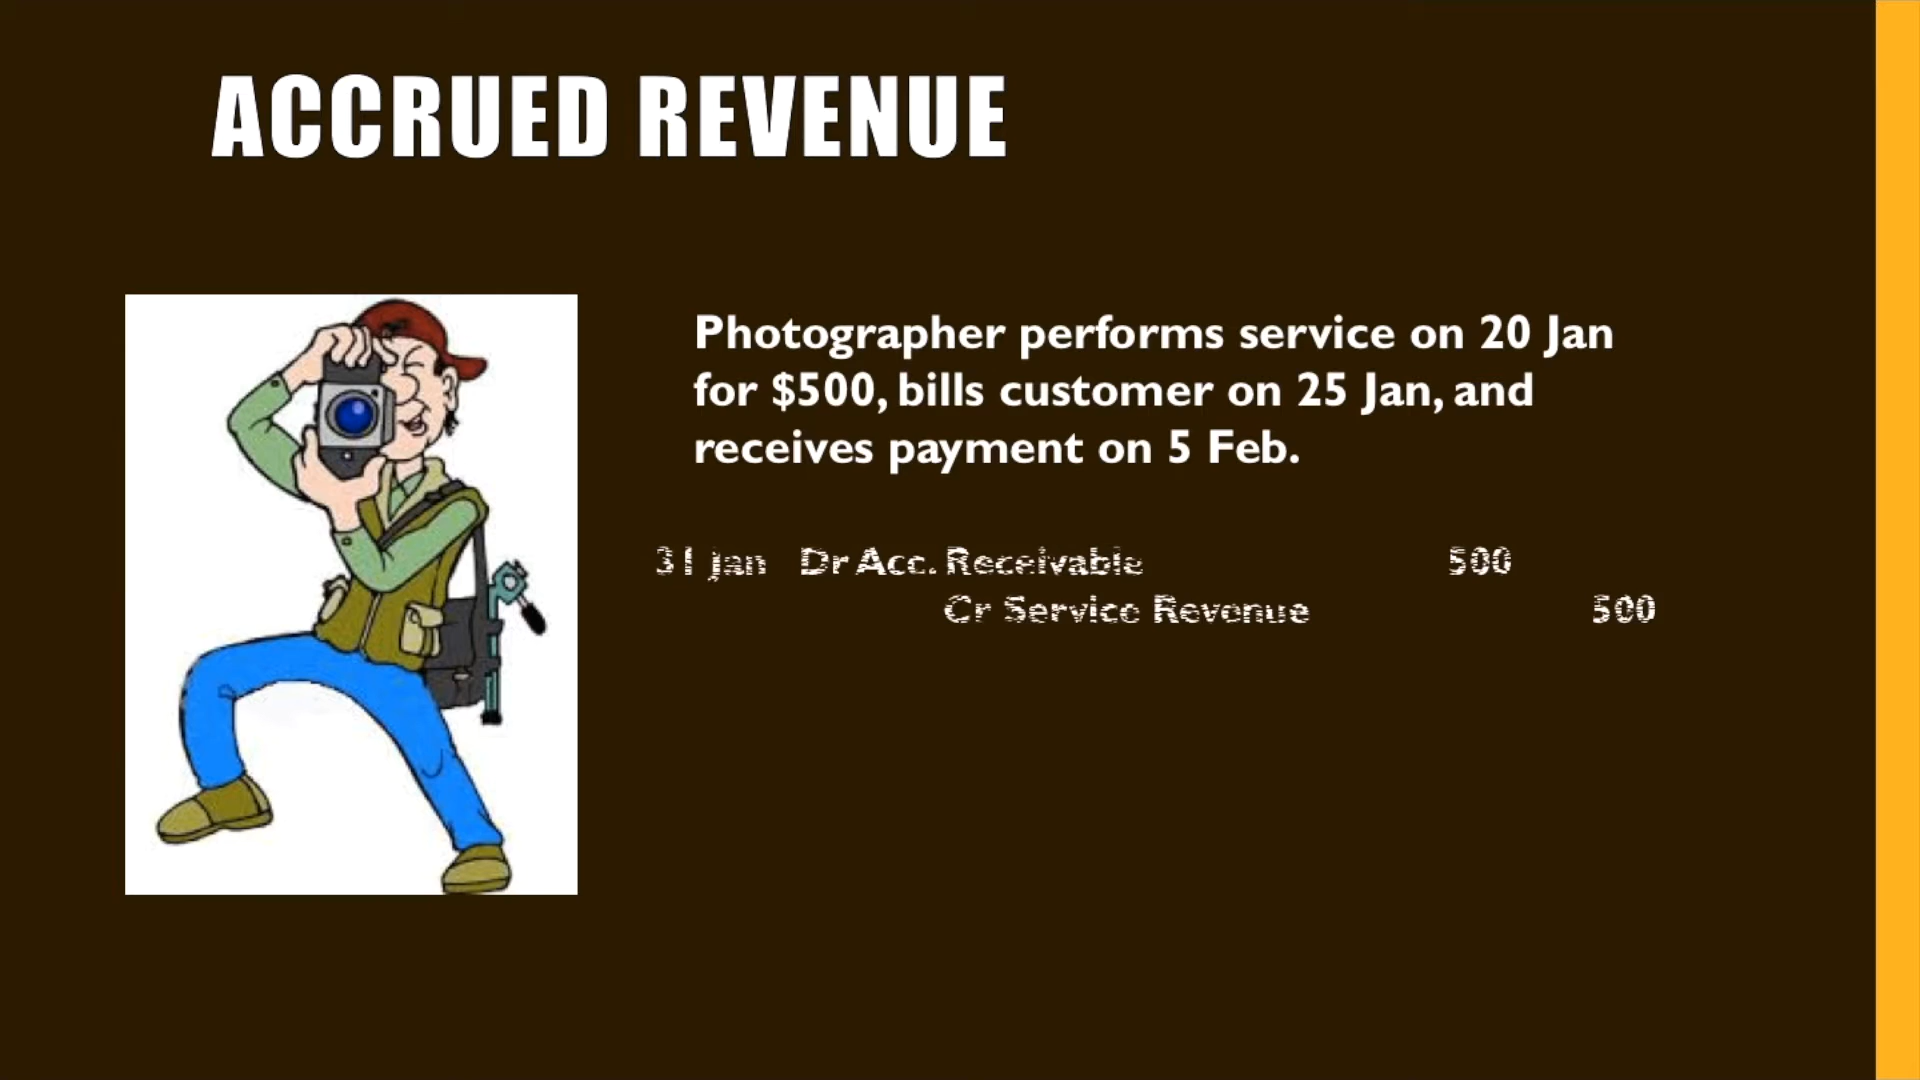 ACCRUED REVENUE
Photographer performs service on 20 Jan
for $500, bills customer on 25 Jan, and
receives payment on 5 Feb.
31 Jan Dr Acc. Receivable 500
Cr Service Revenue 500